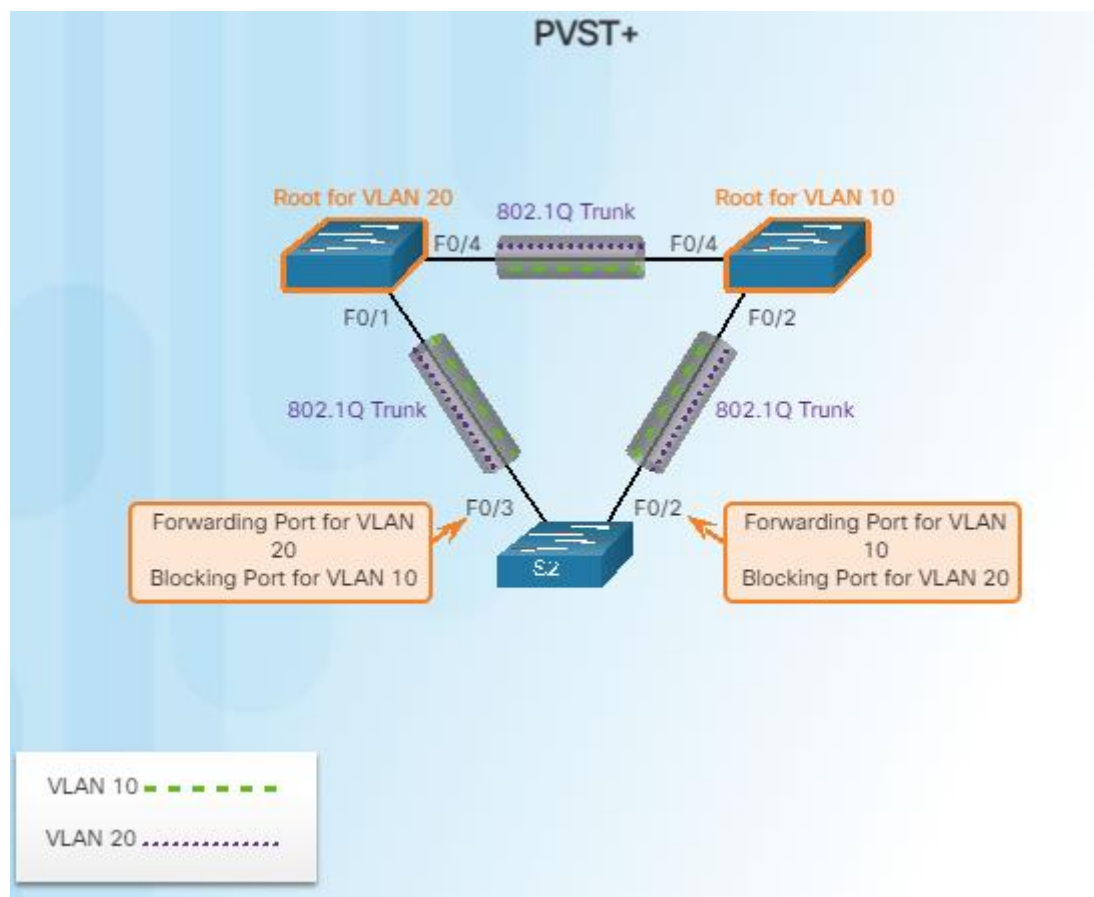 PVST+
Root for VLAN 20
Root for VLAN 10
802.1Q Trunk
F0/4
F0/4
F0/1
F0/2
802.1Q Trunk
802.1Q Trunk
F0/3
F0/2
Forwarding Port for VLAN
20
Blocking Port for VLAN 10
Forwarding Port for VLAN
10
Blocking Port for VLAN 20
S2
VLAN 10
VLAN 20